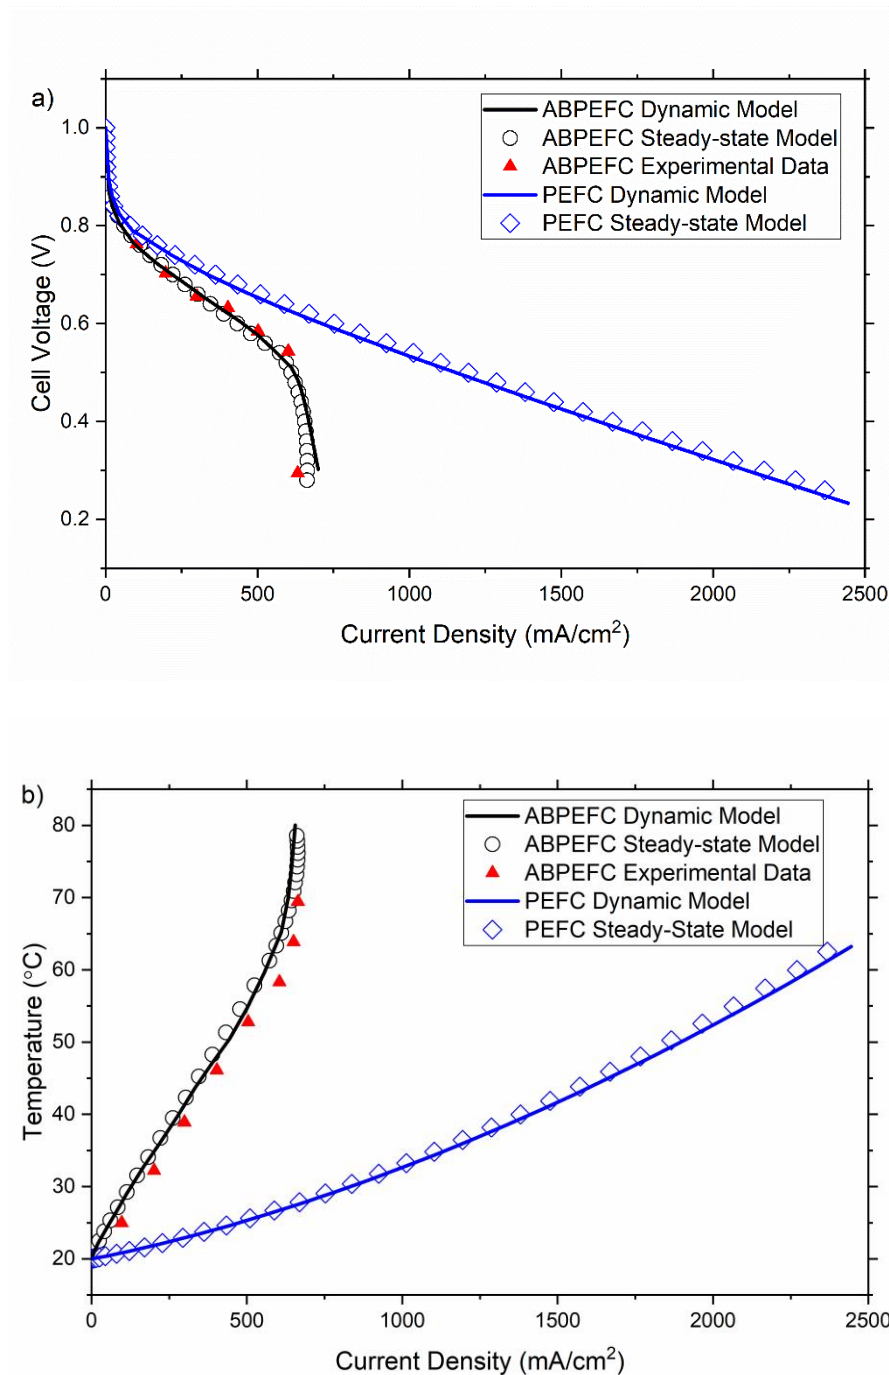 a)
ABPEFC Dynamic Model
ABPEFC Steady-state Model
ABPEFC Experimental Data
PEFC Dynamic Model
PEFC Steady-state Model
1.0
0.8
0.6
0.4
0.2
Cell Voltage (V)
0 500 1000 1500 2000 2500
Current Density (mA/cm²)
b)
ABPEFC Dynamic Model
ABPEFC Steady-state Model
ABPEFC Experimental Data
PEFC Dynamic Model
PEFC Steady-State Model
80
70
60
50
40
30
20
Temperature (°C)
0 500 1000 1500 2000 2500
Current Density (mA/cm²)